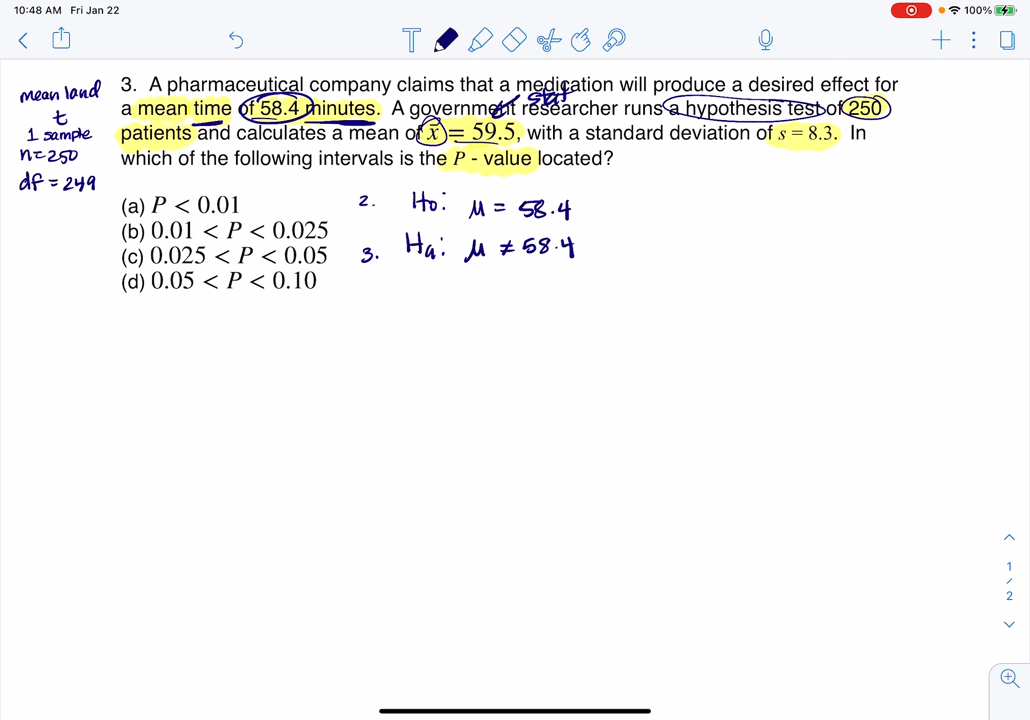 10:48 AM Fri Jan 22
100%
mean land
t
1 sample
n=250
df = 249
3. A pharmaceutical company claims that a medication will produce a desired effect for
a mean time of 58.4 minutes. A government researcher runs a hypothesis test of 250
stat
patients and calculates a mean of x̄ = 59.5, with a standard deviation of s = 8.3. In
which of the following intervals is the P - value located?
(a) P < 0.01
(b) 0.01 < P < 0.025
(c) 0.025 < P < 0.05
(d) 0.05 < P < 0.10
2. Ho: μ = 58.4
3. Ha: μ ≠ 58.4
1
/
2